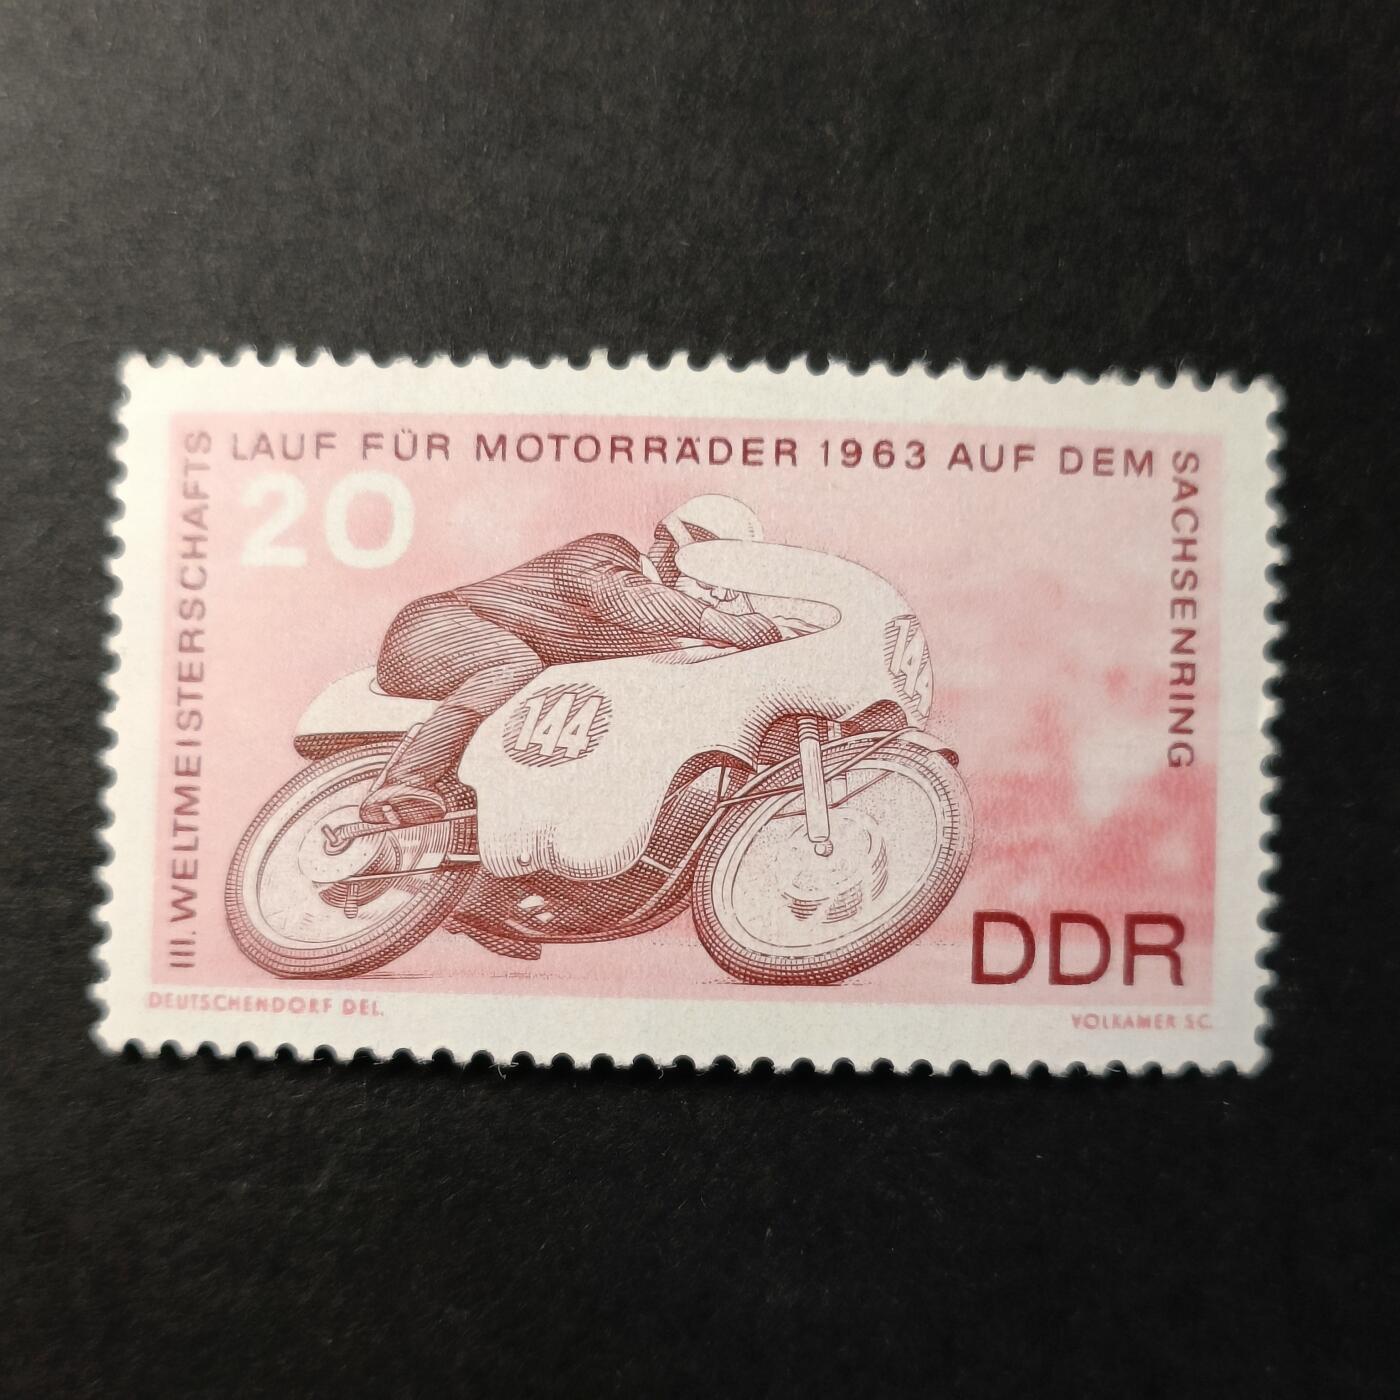 III. WELTMEISTERSCHAFTS
LAUF FÜR MOTORRÄDER 1963 AUF DEM
SACHSENRING
20
144
144
DDR
DEUTSCHENDORF DEL.
VOLKAMER SC.